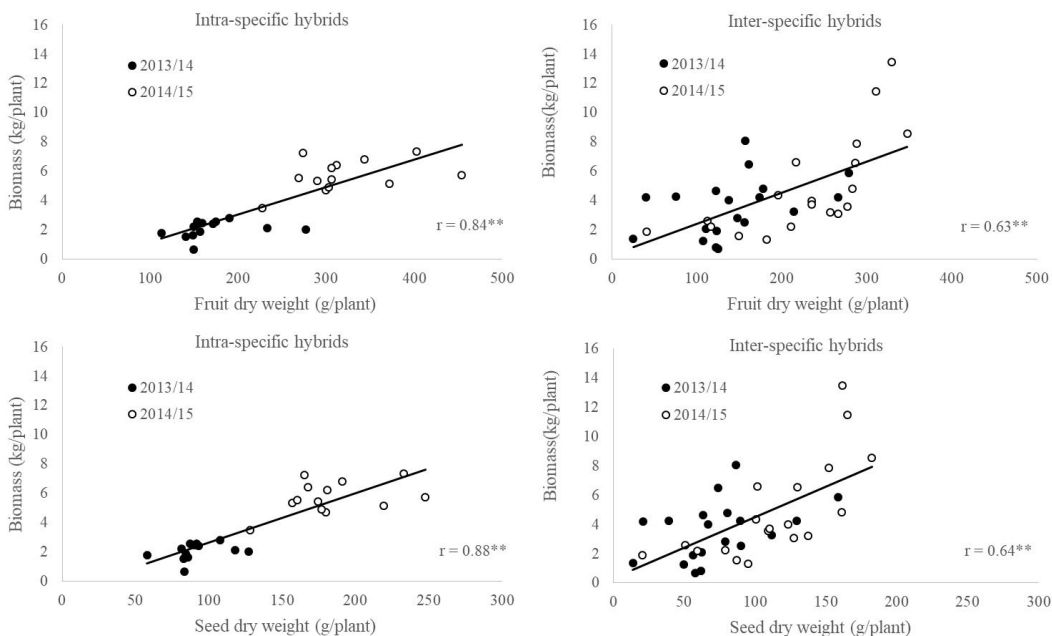 Intra-specific hybrids
Biomass (kg/plant)
16
14
12
10
8
6
4
2
0
2013/14
2014/15
r = 0.84**
0 100 200 300 400 500
Fruit dry weight (g/plant)
Inter-specific hybrids
Biomass(kg/plant)
16
14
12
10
8
6
4
2
0
2013/14
2014/15
r = 0.63**
0 100 200 300 400 500
Fruit dry weight (g/plant)
Intra-specific hybrids
Biomass (kg/plant)
16
14
12
10
8
6
4
2
0
2013/14
2014/15
r = 0.88**
0 50 100 150 200 250 300
Seed dry weight (g/plant)
Inter-specific hybrids
Biomass(kg/plant)
16
14
12
10
8
6
4
2
0
2013/14
2014/15
r = 0.64**
0 50 100 150 200 250 300
Seed dry weight (g/plant)